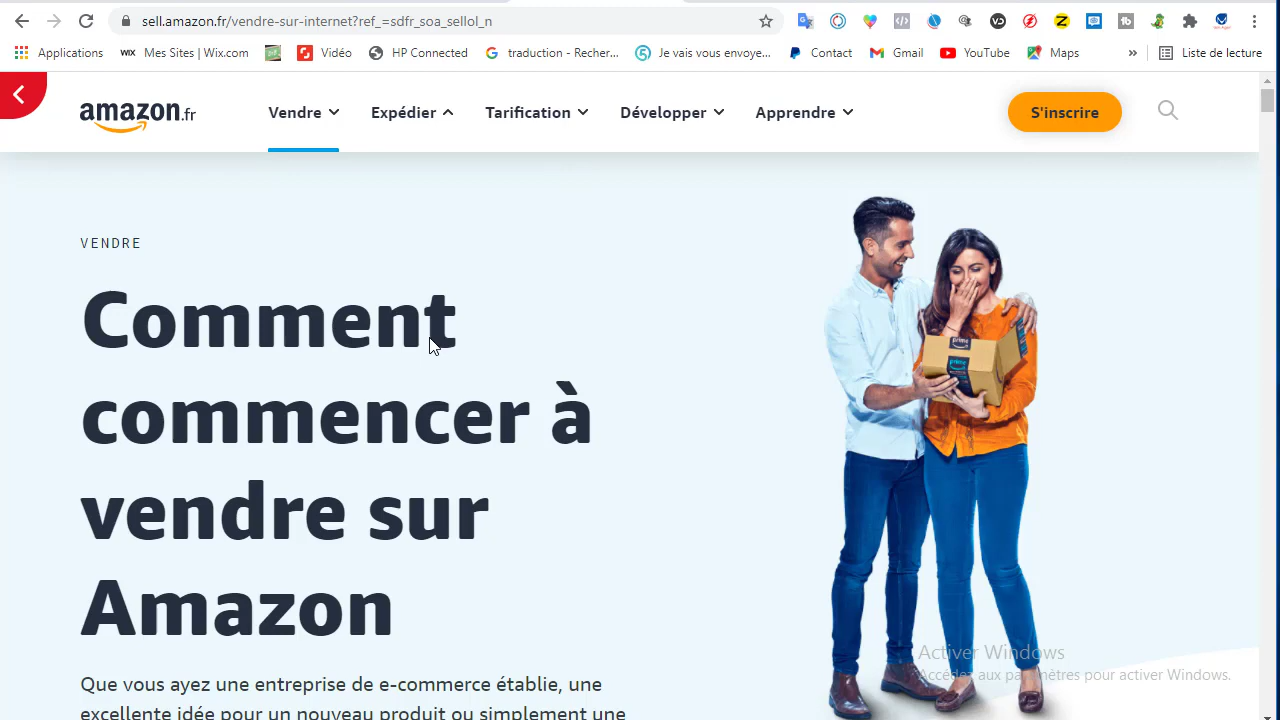 sell.amazon.fr/vendre-sur-internet?ref_=sdfr_soa_sellol_n
Applications Mes Sites | Wix.com Vidéo HP Connected traduction - Recher... Je vais vous envoye... Contact Gmail YouTube Maps » Liste de lecture
amazon.fr Vendre Expédier Tarification Développer Apprendre S'inscrire
VENDRE
Comment
commencer à
vendre sur
Amazon
Que vous ayez une entreprise de e-commerce établie, une
excellente idée pour un nouveau produit ou simplement une
prime
prime
Activer Windows
Accédez aux paramètres pour activer Windows.